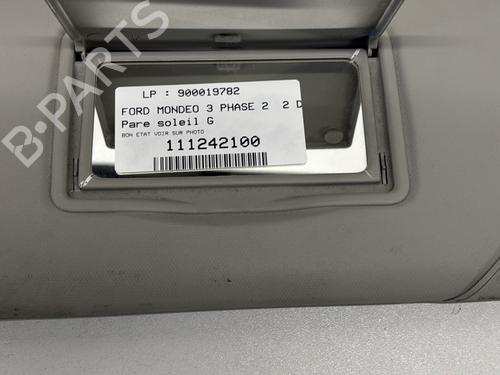 LP : 900019782
FORD MONDEO 3 PHASE 2 2 D
Pare soleil G
BON ETAT VOIR SUR PHOTO
111242100
B-PARTS